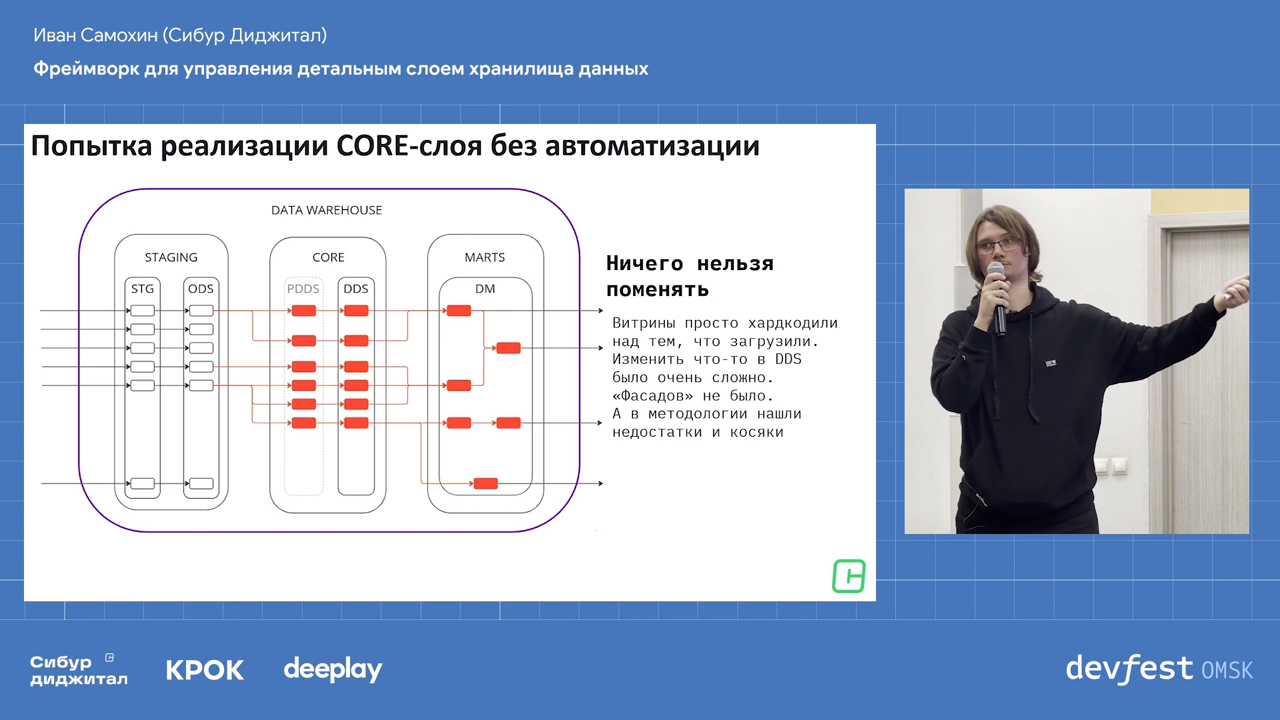 Иван Самохин (Сибур Диджитал)
Фреймворк для управления детальным слоем хранилища данных
Попытка реализации CORE-слоя без автоматизации
DATA WAREHOUSE
STAGING
CORE
MARTS
STG
ODS
PDDS
DDS
DM
Ничего нельзя
поменять
Витрины просто хардкодили
над тем, что загрузили.
Изменить что-то в DDS
было очень сложно.
«Фасадов» не было.
А в методологии нашли
недостатки и косяки
Сибур
диджитал
КРОК
deeplay
devfest OMSK